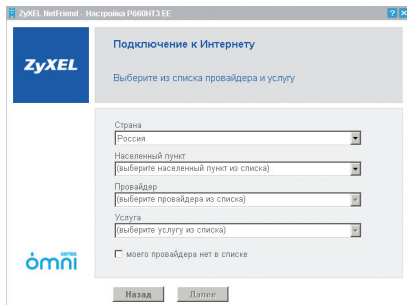 ZyXEL NetFriend - Настройка P660HT3 EE
ZyXEL
Подключение к Интернету
Выберите из списка провайдера и услугу
Страна
Россия
Населенный пункт
(выберите населенный пункт из списка)
Провайдер
(выберите провайдера из списка)
Услуга
(выберите услугу из списка)
моего провайдера нет в списке
omni series
Назад
Далее